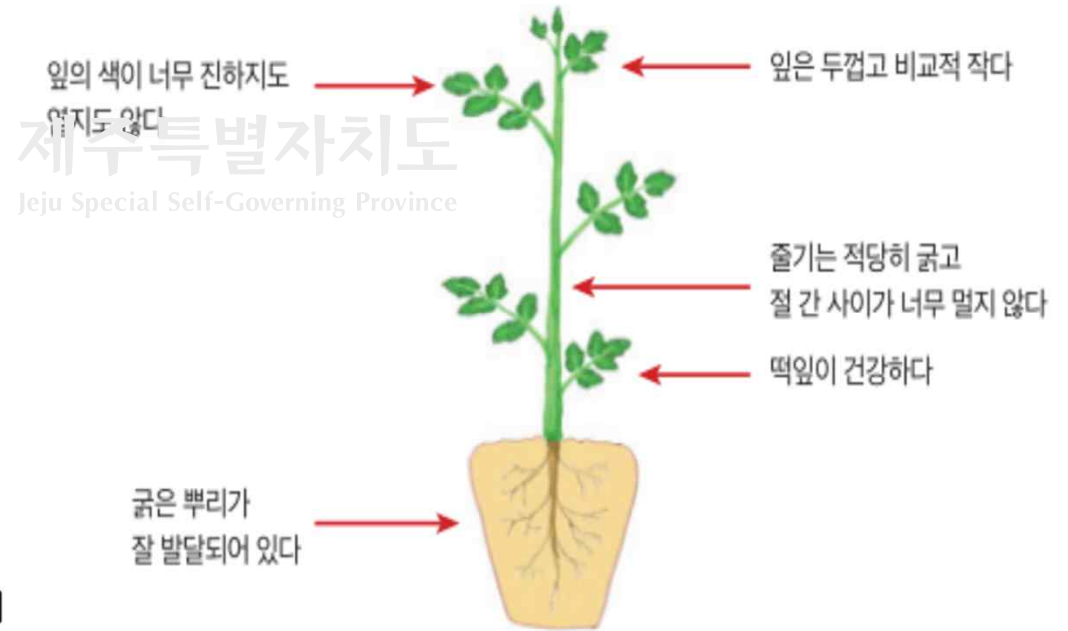 잎의 색이 너무 진하지도
옅지도 않다
제주특별자치도
Jeju Special Self-Governing Province
잎은 두껍고 비교적 작다
줄기는 적당히 굵고
절 간 사이가 너무 멀지 않다
떡잎이 건강하다
굵은 뿌리가
잘 발달되어 있다